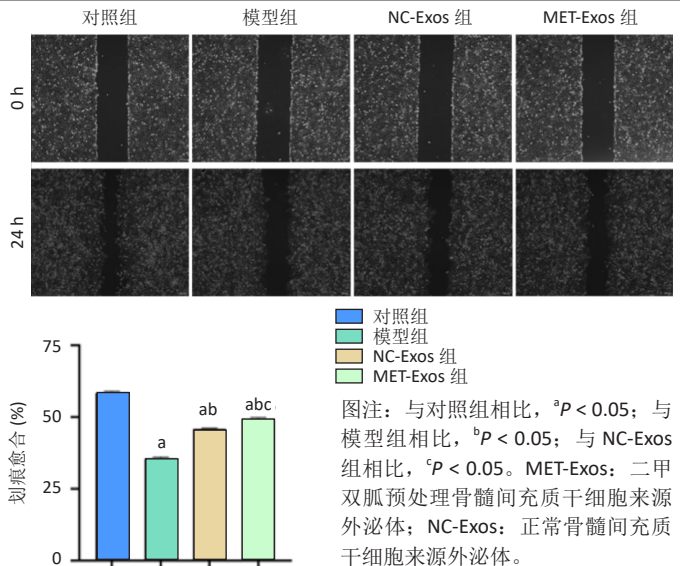 对照组 模型组 NC-Exos 组 MET-Exos 组
0 h
24 h
对照组
模型组
NC-Exos 组
MET-Exos 组
划痕愈合 (%)
75
50
25
0
a
ab
abc
图注：与对照组相比，ᵃP < 0.05；与
模型组相比，ᵇP < 0.05；与 NC-Exos
组相比，ᶜP < 0.05。MET-Exos：二甲
双胍预处理骨髓间充质干细胞来源
外泌体；NC-Exos：正常骨髓间充质
干细胞来源外泌体。